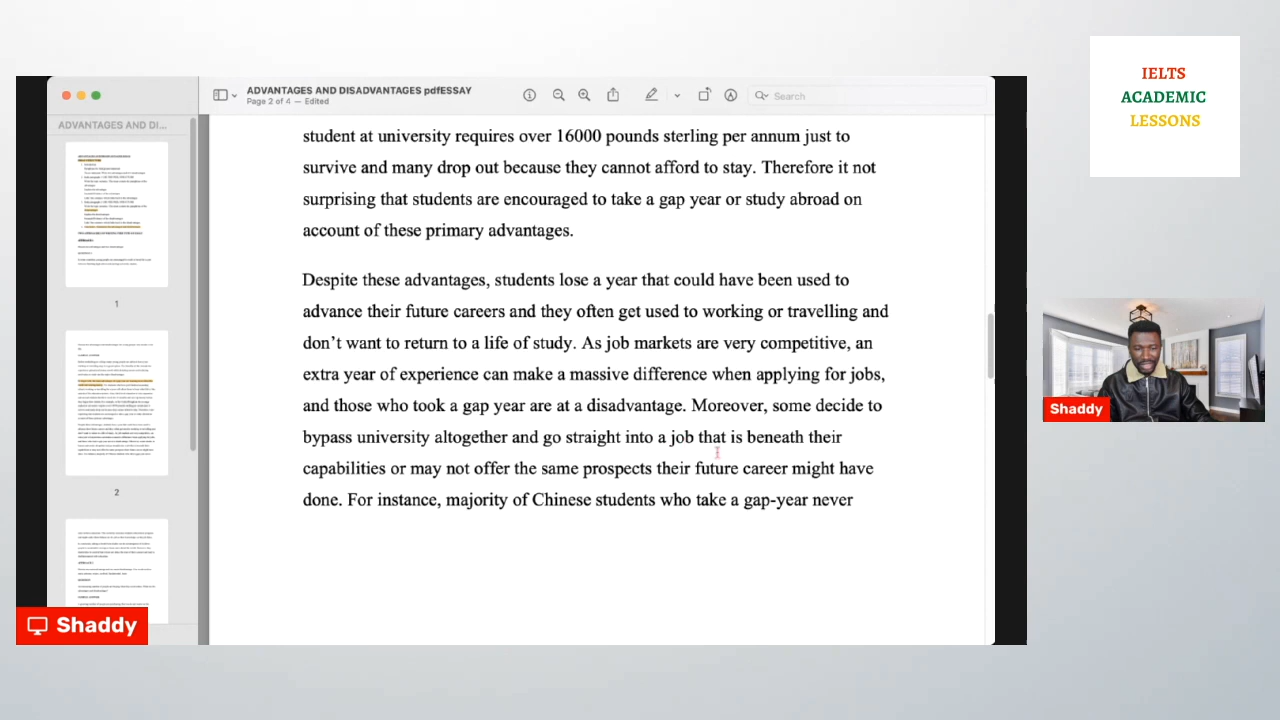 IELTS
ACADEMIC
LESSONS
ADVANTAGES AND DISADVANTAGES pdfESSAY
Page 2 of 4 — Edited
Search
ADVANTAGES AND DI...
1
2
student at university requires over 16000 pounds sterling per annum just to
survive and many drop out because they cannot afford to stay. Therefore it not
surprising that students are encouraged to take a gap year or study abroad on
account of these primary advantages.
Despite these advantages, students lose a year that could have been used to
advance their future careers and they often get used to working or travelling and
don't want to return to a life of study. As job markets are very competitive, an
extra year of experience can make a massive difference when applying for jobs,
and those who took a gap year are at a disadvantage. Moreover, some decide to
bypass university altogether and go straight into a job that is beneath their
capabilities or may not offer the same prospects their future career might have
done. For instance, majority of Chinese students who take a gap-year never
Shaddy
Shaddy